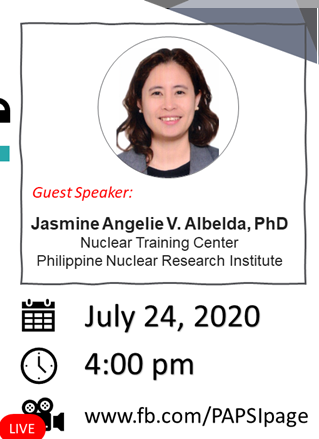 Guest Speaker:
Jasmine Angelie V. Albelda, PhD
Nuclear Training Center
Philippine Nuclear Research Institute
July 24, 2020
4:00 pm
www.fb.com/PAPSIpage
LIVE